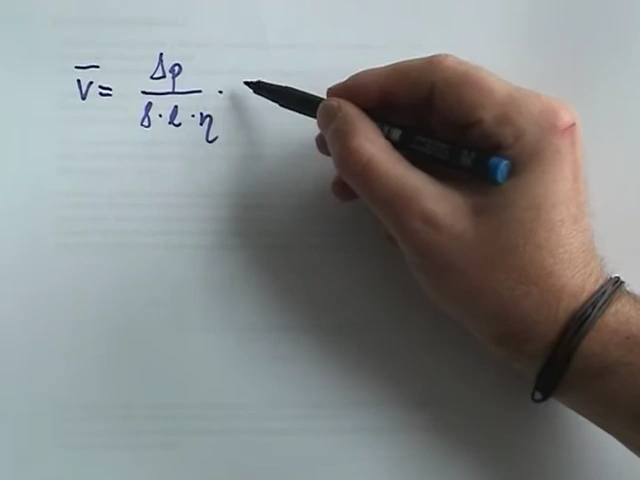 v̅ = Δp / 8·l·η ·